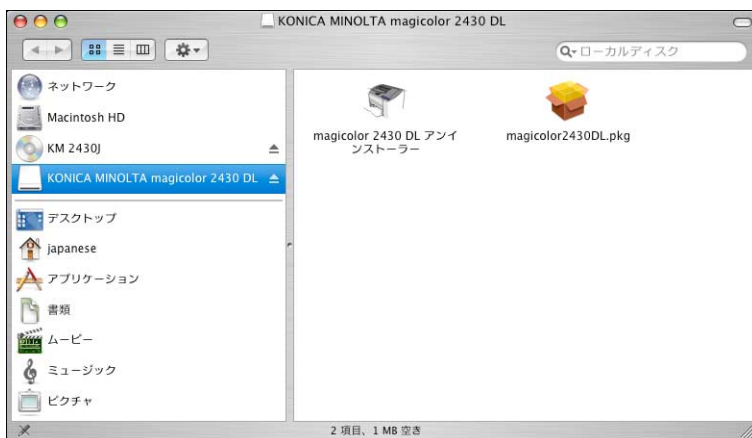 KONICA MINOLTA magicolor 2430 DL
ローカルディスク
ネットワーク
Macintosh HD
KM 2430J
KONICA MINOLTA magicolor 2430 DL
デスクトップ
japanese
アプリケーション
書類
ムービー
ミュージック
ピクチャ
magicolor 2430 DL アンイ
ンストーラー
magicolor2430DL.pkg
2 項目、1 MB 空き